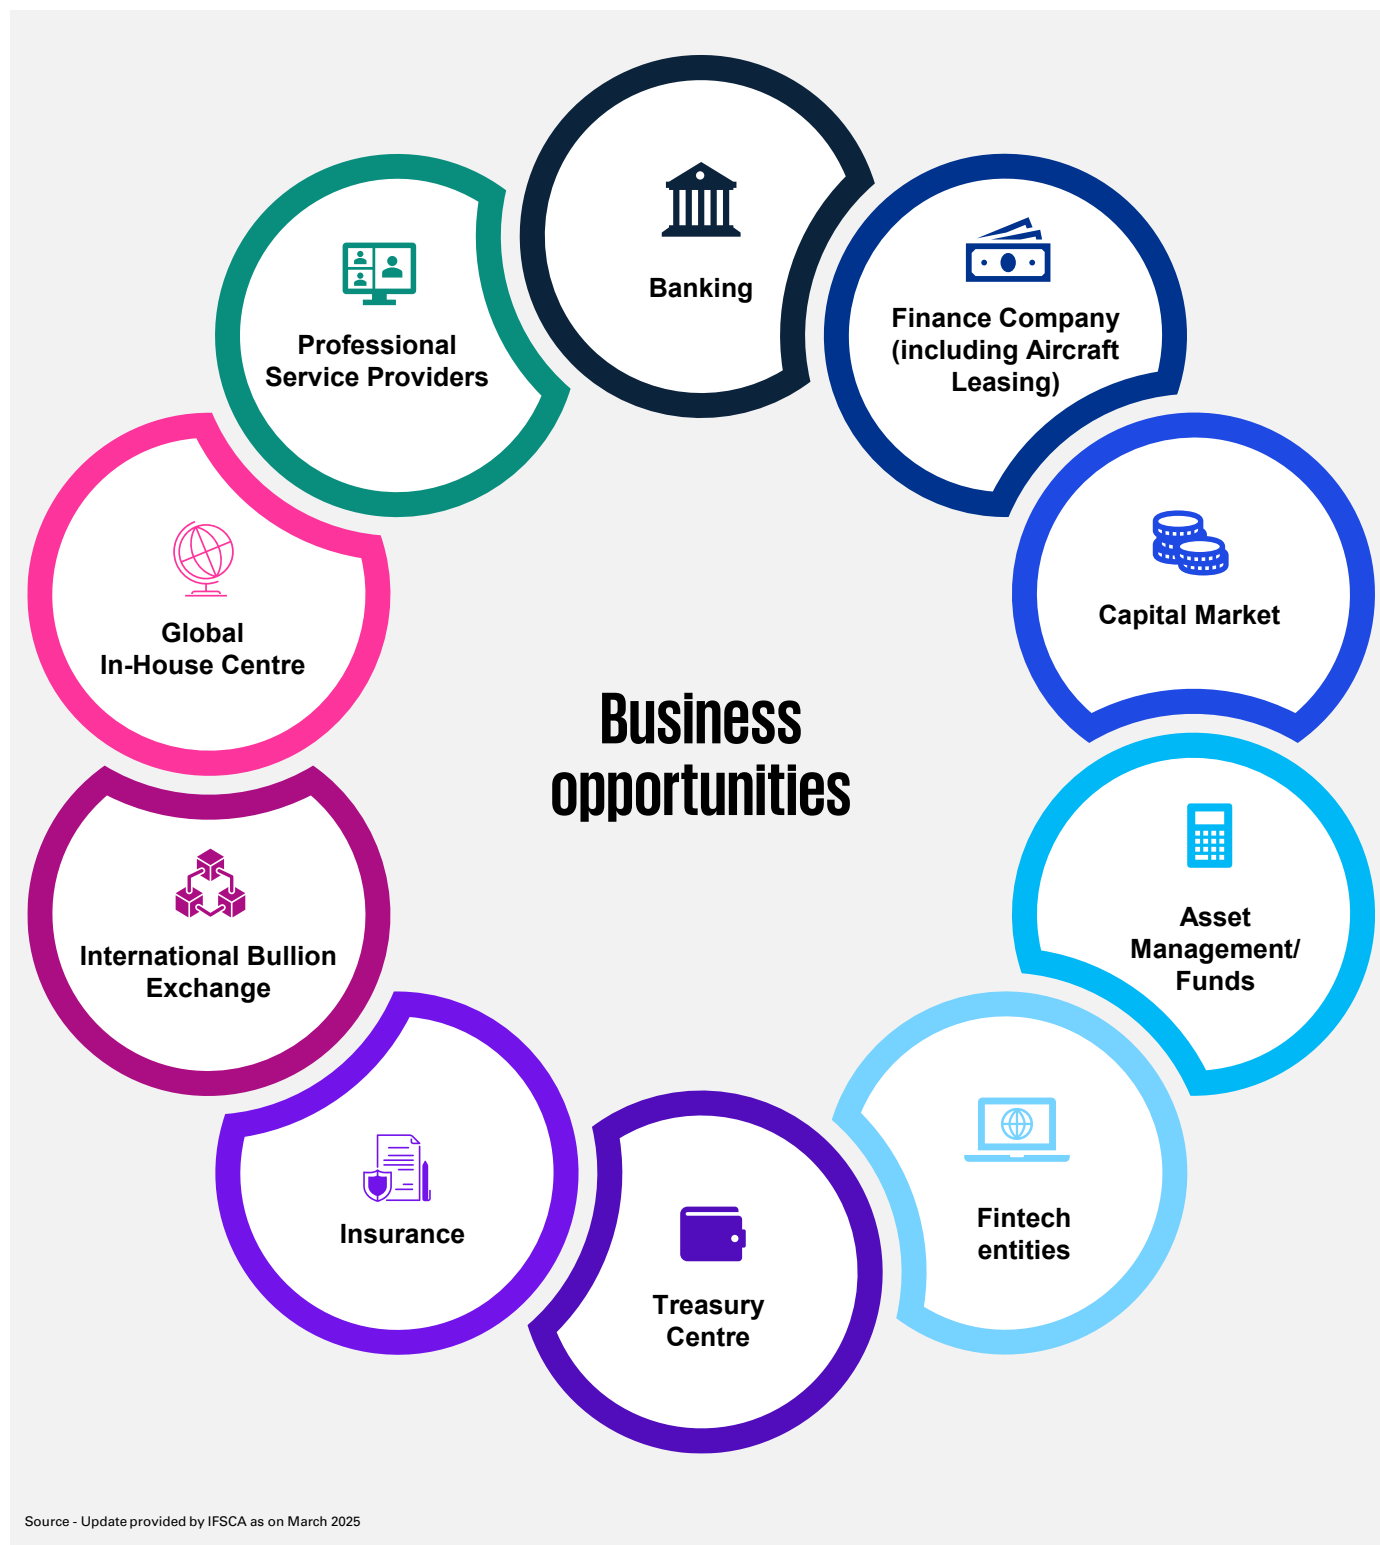 Banking
Finance Company
(including Aircraft
Leasing)
Capital Market
Asset
Management/
Funds
Fintech
entities
Treasury
Centre
Insurance
International Bullion
Exchange
Global
In-House Centre
Professional
Service Providers
Business
opportunities
Source - Update provided by IFSCA as on March 2025